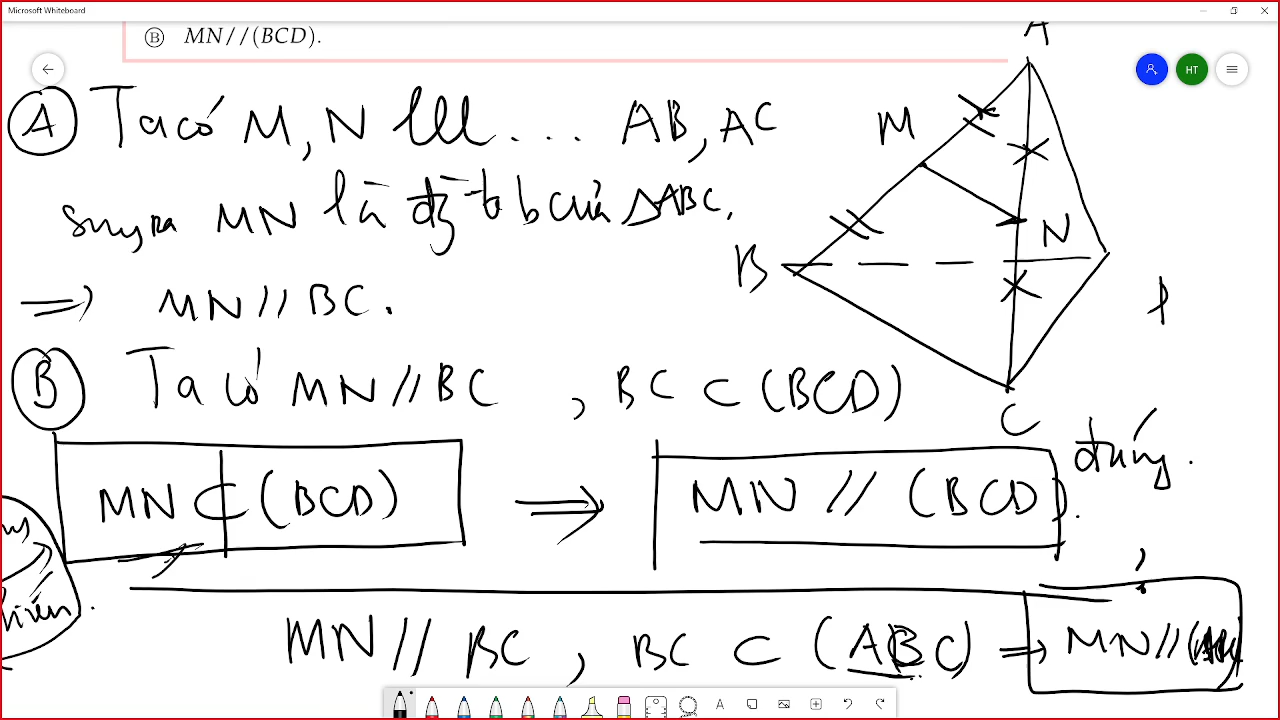 Microsoft Whiteboard
Ⓑ MN//(BCD).
A
HT
Ⓐ Ta có M, N lll ... AB, AC
M
suy ra MN là đg tb của ΔABC.
N
B
⇒ MN // BC.
Ⓑ Ta có MN // BC , BC ⊂ (BCD)
C
MN ⊄ (BCD) ⇒ MN // (BCD). đúng.
MN // BC , BC ⊂ (ABC) ⇒ MN // (ABC)
A